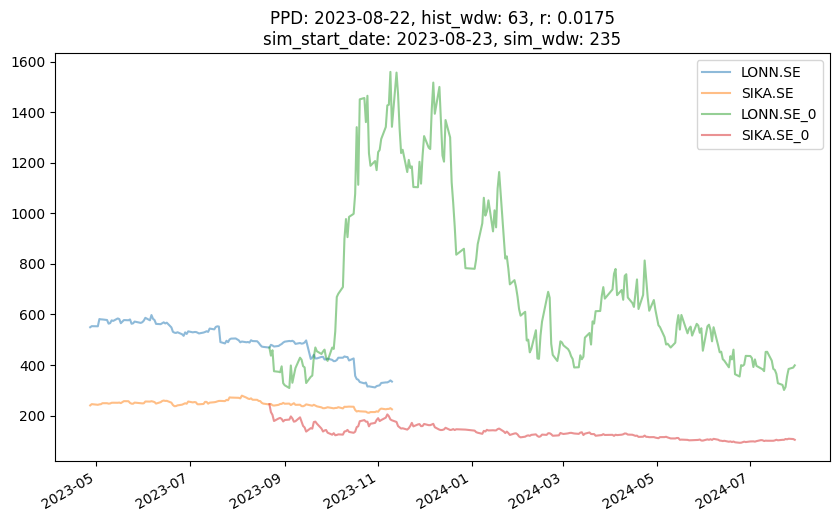 PPD: 2023-08-22, hist_wdw: 63, r: 0.0175
sim_start_date: 2023-08-23, sim_wdw: 235
LONN.SE
SIKA.SE
LONN.SE_0
SIKA.SE_0
1600
1400
1200
1000
800
600
400
200
2023-05
2023-07
2023-09
2023-11
2024-01
2024-03
2024-05
2024-07